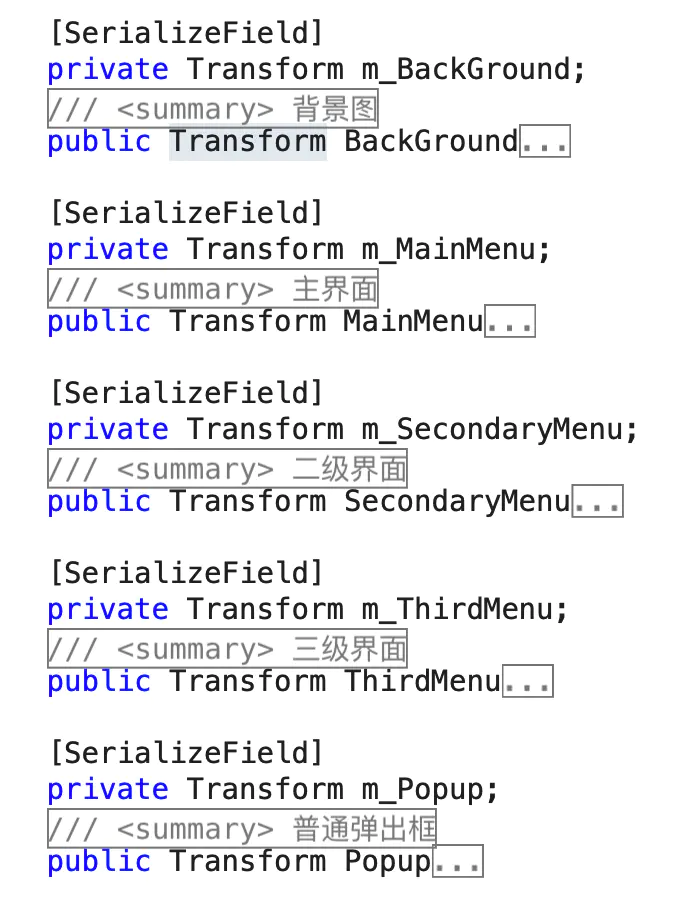 [SerializeField]
private Transform m_BackGround;
/// <summary> 背景图
public Transform BackGround...
[SerializeField]
private Transform m_MainMenu;
/// <summary> 主界面
public Transform MainMenu...
[SerializeField]
private Transform m_SecondaryMenu;
/// <summary> 二级界面
public Transform SecondaryMenu...
[SerializeField]
private Transform m_ThirdMenu;
/// <summary> 三级界面
public Transform ThirdMenu...
[SerializeField]
private Transform m_Popup;
/// <summary> 普通弹出框
public Transform Popup...